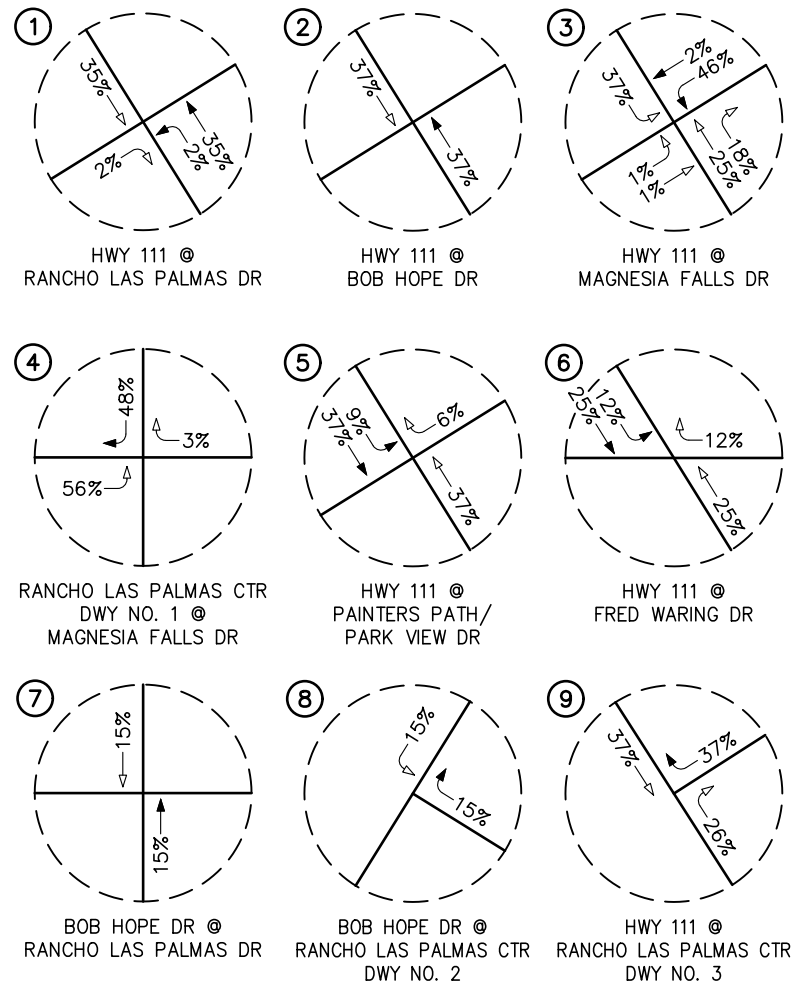 1
35%
35%
2%
2%
HWY 111 @
RANCHO LAS PALMAS DR
2
37%
37%
HWY 111 @
BOB HOPE DR
3
2%
46%
37%
18%
25%
1%
1%
HWY 111 @
MAGNESIA FALLS DR
4
48%
3%
56%
RANCHO LAS PALMAS CTR
DWY NO. 1 @
MAGNESIA FALLS DR
5
9%
37%
6%
37%
HWY 111 @
PAINTERS PATH/
PARK VIEW DR
6
12%
25%
12%
25%
HWY 111 @
FRED WARING DR
7
15%
15%
BOB HOPE DR @
RANCHO LAS PALMAS DR
8
15%
15%
BOB HOPE DR @
RANCHO LAS PALMAS CTR
DWY NO. 2
9
37%
37%
26%
HWY 111 @
RANCHO LAS PALMAS CTR
DWY NO. 3